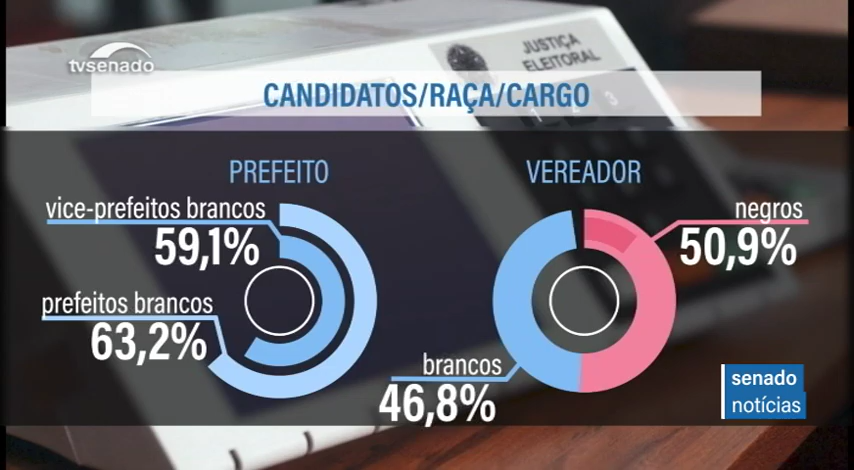 tvsenado
JUSTIÇA
ELEITORAL
CANDIDATOS/RAÇA/CARGO
PREFEITO
VEREADOR
vice-prefeitos brancos
59,1%
negros
50,9%
prefeitos brancos
63,2%
brancos
46,8%
senado
notícias